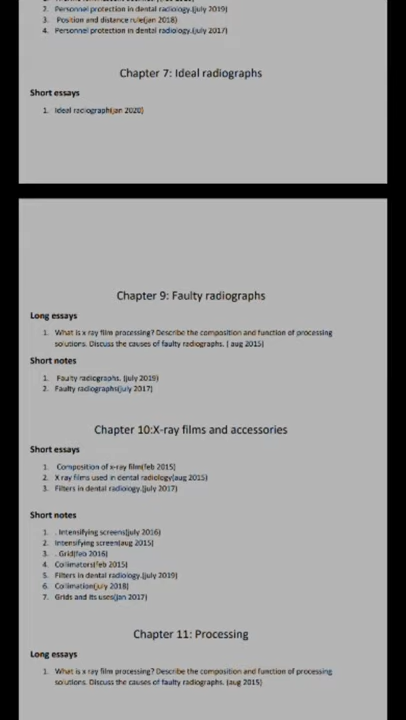 2. Personnel protection in dental radiology.(july 2019)
3. Position and distance rule(jan 2018)
4. Personnel protection in dental radiology.(july 2017)
Chapter 7: Ideal radiographs
Short essays
1. Ideal radiograph(jan 2020)
Chapter 9: Faulty radiographs
Long essays
1. What is x ray film processing? Describe the composition and function of processing
solutions. Discuss the causes of faulty radiographs. ( aug 2015)
Short notes
1. Faulty radiographs. (july 2019)
2. Faulty radiographs(july 2017)
Chapter 10:X-ray films and accessories
Short essays
1. Composition of x-ray film(feb 2015)
2. X ray films used in dental radiology(aug 2015)
3. Filters in dental radiology.(july 2017)
Short notes
1. . Intensifying screens(july 2016)
2. Intensifying screen(aug 2015)
3. . Grid(feb 2016)
4. Collimators(feb 2015)
5. Filters in dental radiology.(july 2019)
6. Collimation(july 2018)
7. Grids and its uses(jan 2017)
Chapter 11: Processing
Long essays
1. What is x ray film processing? Describe the composition and function of processing
solutions. Discuss the causes of faulty radiographs. (aug 2015)